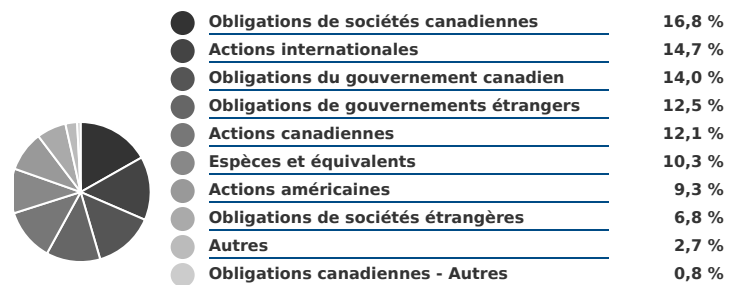 Obligations de sociétés canadiennes 16,8 %
Actions internationales 14,7 %
Obligations du gouvernement canadien 14,0 %
Obligations de gouvernements étrangers 12,5 %
Actions canadiennes 12,1 %
Espèces et équivalents 10,3 %
Actions américaines 9,3 %
Obligations de sociétés étrangères 6,8 %
Autres 2,7 %
Obligations canadiennes - Autres 0,8 %